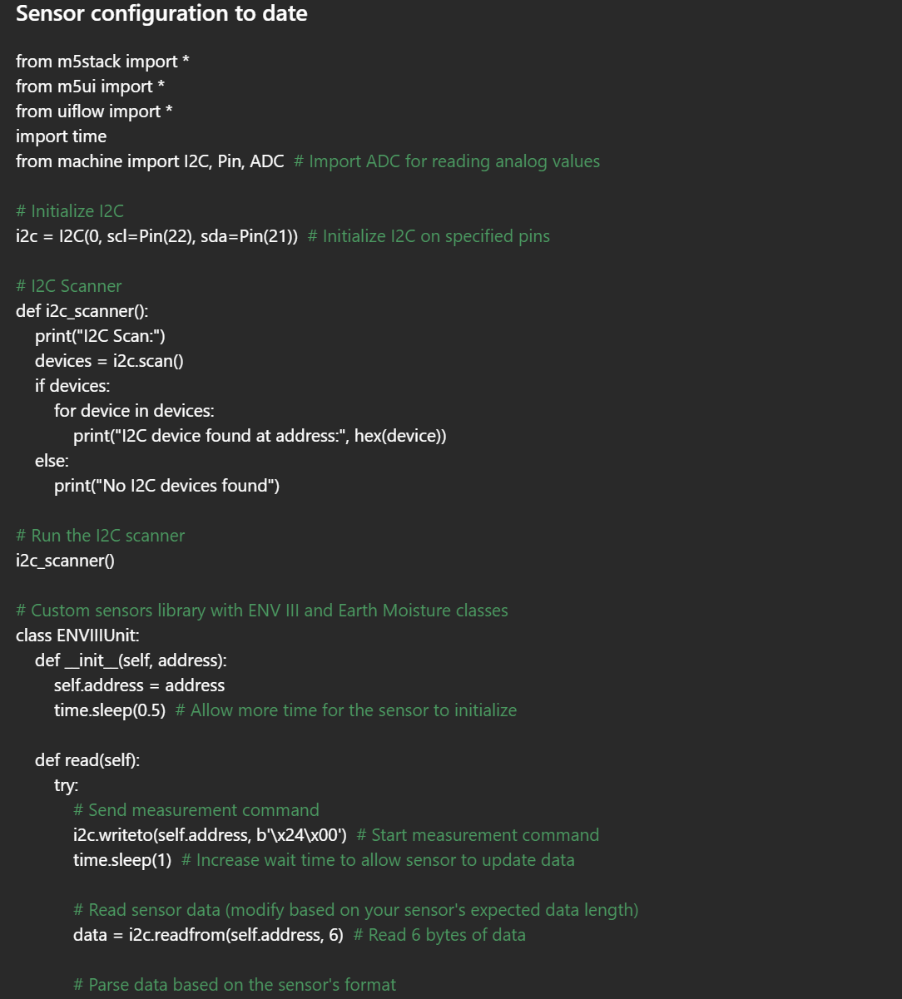 Sensor configuration to date
from m5stack import *
from m5ui import *
from uiflow import *
import time
from machine import I2C, Pin, ADC  # Import ADC for reading analog values
# Initialize I2C
i2c = I2C(0, scl=Pin(22), sda=Pin(21))  # Initialize I2C on specified pins
# I2C Scanner
def i2c_scanner():
    print("I2C Scan:")
    devices = i2c.scan()
    if devices:
        for device in devices:
            print("I2C device found at address:", hex(device))
    else:
        print("No I2C devices found")
# Run the I2C scanner
i2c_scanner()
# Custom sensors library with ENV III and Earth Moisture classes
class ENVIIIUnit:
    def __init__(self, address):
        self.address = address
        time.sleep(0.5)  # Allow more time for the sensor to initialize
    def read(self):
        try:
            # Send measurement command
            i2c.writeto(self.address, b'\x24\x00')  # Start measurement command
            time.sleep(1)  # Increase wait time to allow sensor to update data
            # Read sensor data (modify based on your sensor's expected data length)
            data = i2c.readfrom(self.address, 6)  # Read 6 bytes of data
            # Parse data based on the sensor's format